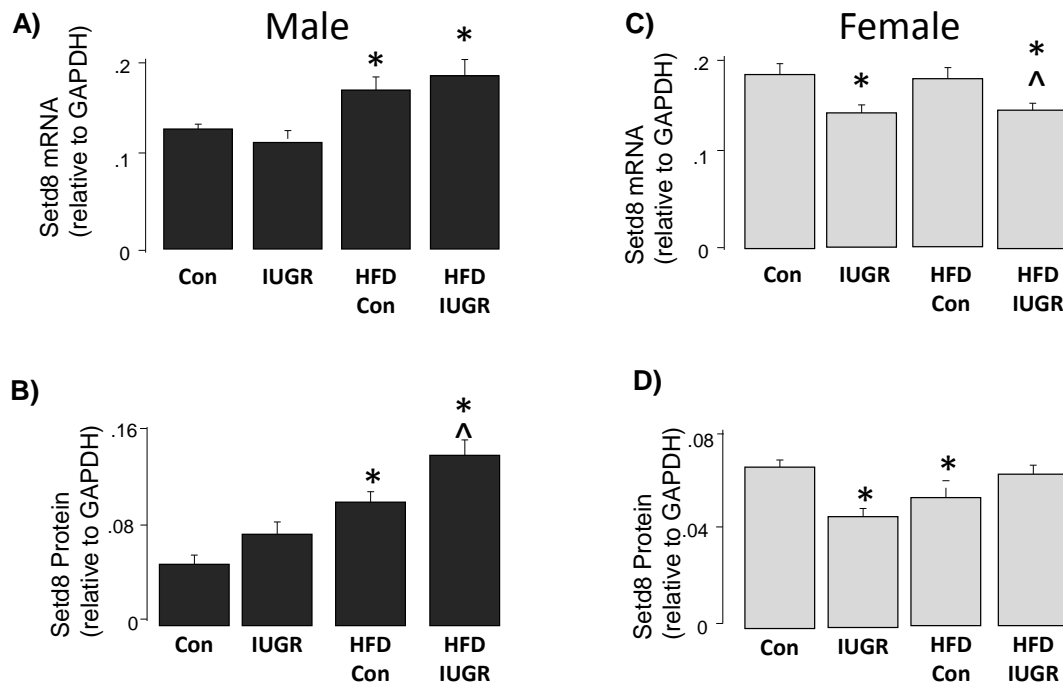 Male
A)
Setd8 mRNA
(relative to GAPDH)
.2
.1
0
*
*
Con
IUGR
HFD
Con
HFD
IUGR
B)
Setd8 Protein
(relative to GAPDH)
.16
.08
0
*
*
^
Con
IUGR
HFD
Con
HFD
IUGR
Female
C)
Setd8 mRNA
(relative to GAPDH)
.2
.1
0
*
*
^
Con
IUGR
HFD
Con
HFD
IUGR
D)
Setd8 Protein
(relative to GAPDH)
.08
.04
0
*
*
Con
IUGR
HFD
Con
HFD
IUGR